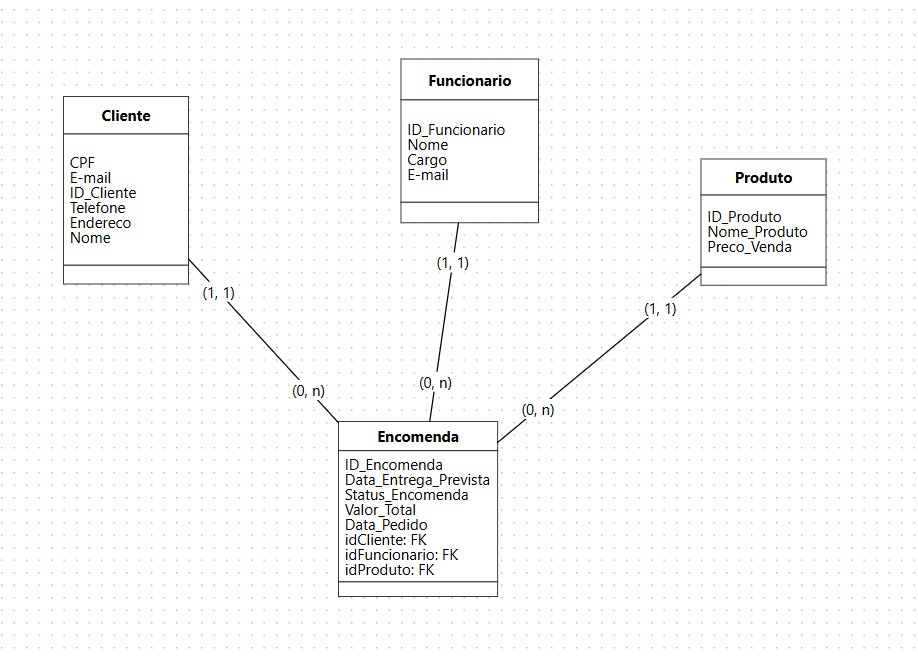 Cliente
CPF
E-mail
ID_Cliente
Telefone
Endereco
Nome
Funcionario
ID_Funcionario
Nome
Cargo
E-mail
Produto
ID_Produto
Nome_Produto
Preco_Venda
(1, 1)
(0, n)
(1, 1)
(0, n)
(1, 1)
(0, n)
Encomenda
ID_Encomenda
Data_Entrega_Prevista
Status_Encomenda
Valor_Total
Data_Pedido
idCliente: FK
idFuncionario: FK
idProduto: FK